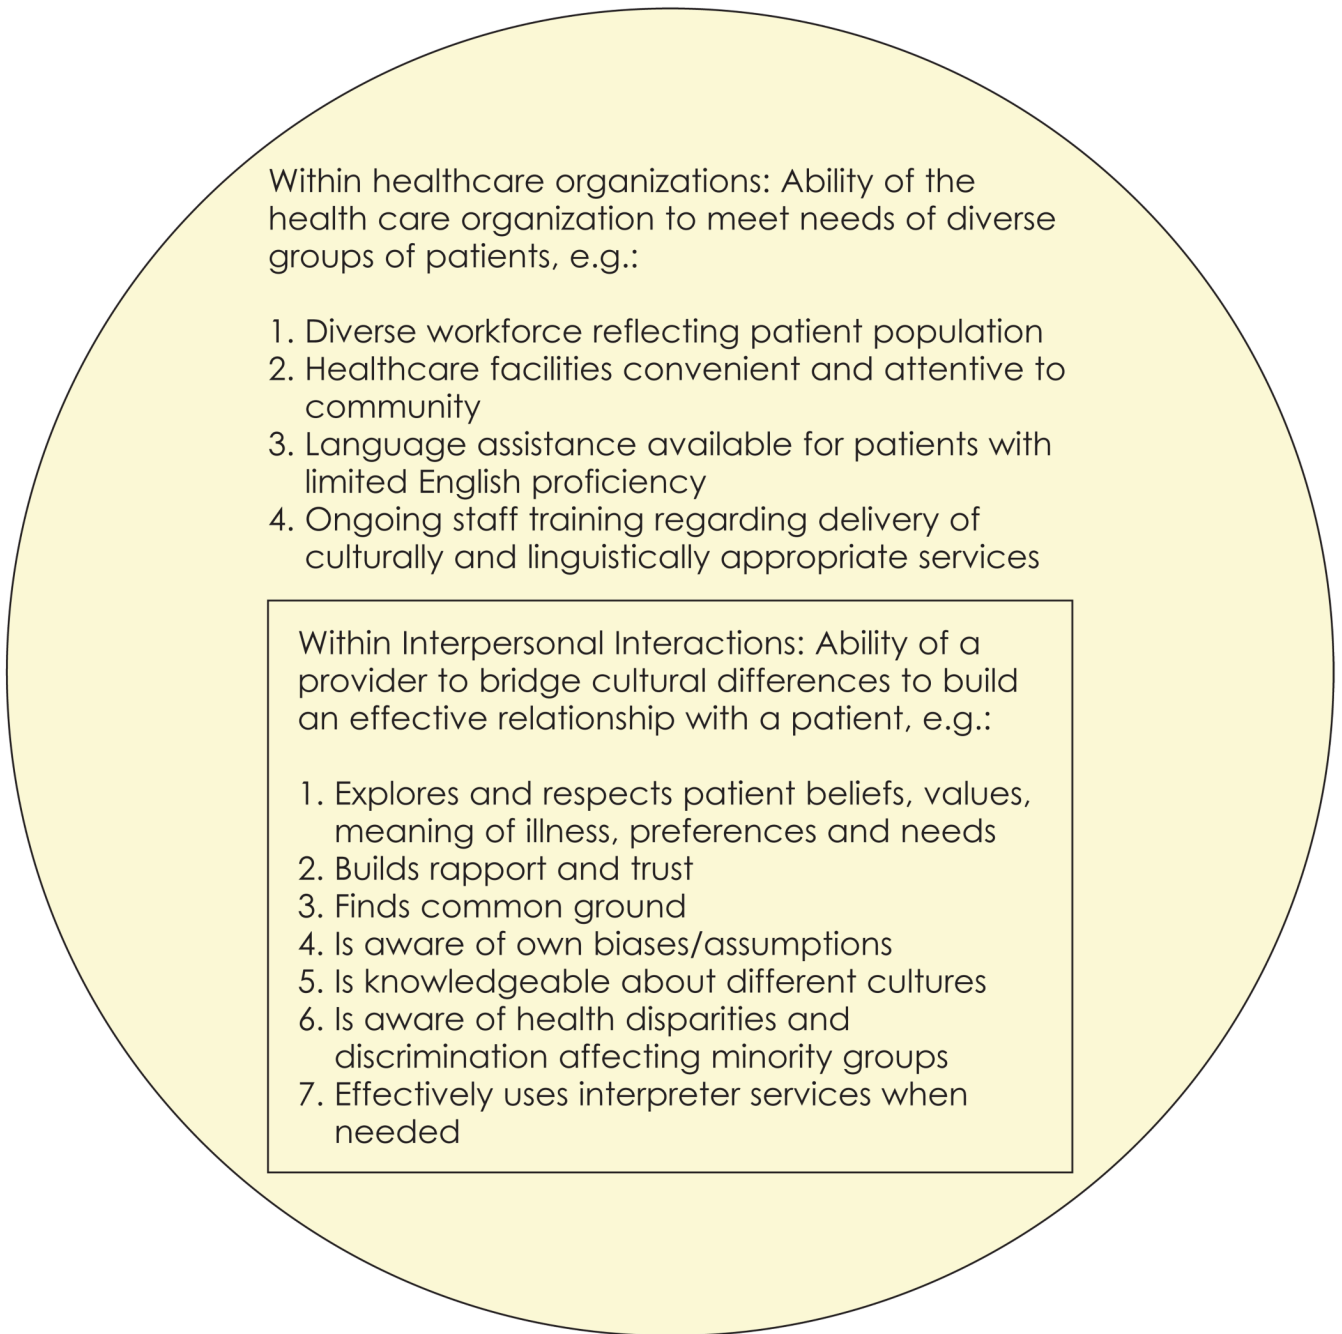 Within healthcare organizations: Ability of the
health care organization to meet needs of diverse
groups of patients, e.g.:
1. Diverse workforce reflecting patient population
2. Healthcare facilities convenient and attentive to
community
3. Language assistance available for patients with
limited English proficiency
4. Ongoing staff training regarding delivery of
culturally and linguistically appropriate services
Within Interpersonal Interactions: Ability of a
provider to bridge cultural differences to build
an effective relationship with a patient, e.g.:
1. Explores and respects patient beliefs, values,
meaning of illness, preferences and needs
2. Builds rapport and trust
3. Finds common ground
4. Is aware of own biases/assumptions
5. Is knowledgeable about different cultures
6. Is aware of health disparities and
discrimination affecting minority groups
7. Effectively uses interpreter services when
needed